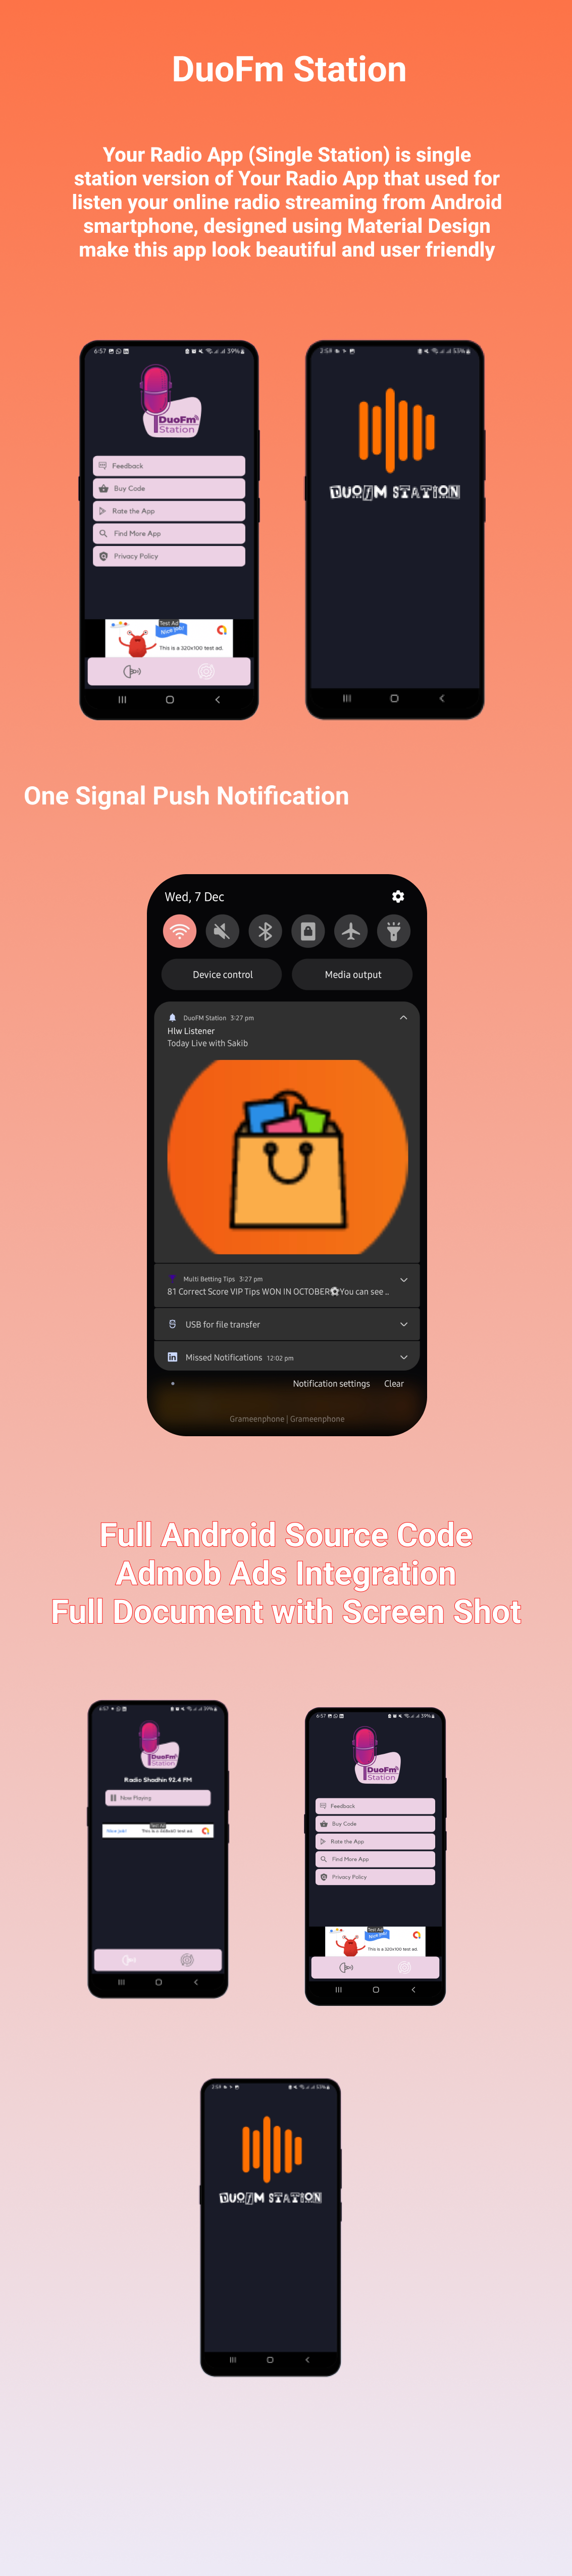 DuoFm Station
Your Radio App (Single Station) is single
station version of Your Radio App that used for
listen your online radio streaming from Android
smartphone, designed using Material Design
make this app look beautiful and user friendly
6:57
39%
DuoFm
Station
Feedback
Buy Code
Rate the App
Find More App
Privacy Policy
Test Ad
Nice job!
This is a 320x100 test ad.
2:59
53%
DUO/FM STATION
One Signal Push Notification
Wed, 7 Dec
Device control
Media output
DuoFM Station 3:27 pm
Hlw Listener
Today Live with Sakib
Multi Betting Tips 3:27 pm
81 Correct Score VIP Tips WON IN OCTOBER⚽You can see ..
USB for file transfer
Missed Notifications 12:02 pm
Notification settings Clear
Grameenphone | Grameenphone
Full Android Source Code
Admob Ads Integration
Full Document with Screen Shot
6:57
39%
DuoFm
Station
Radio Shadhin 92.4 FM
Now Playing
Nice job!
This is a test ad
6:57
39%
DuoFm
Station
Feedback
Buy Code
Rate the App
Find More App
Privacy Policy
Test Ad
Nice job!
This is a 320x100 test ad.
2:59
53%
DUO/FM STATION